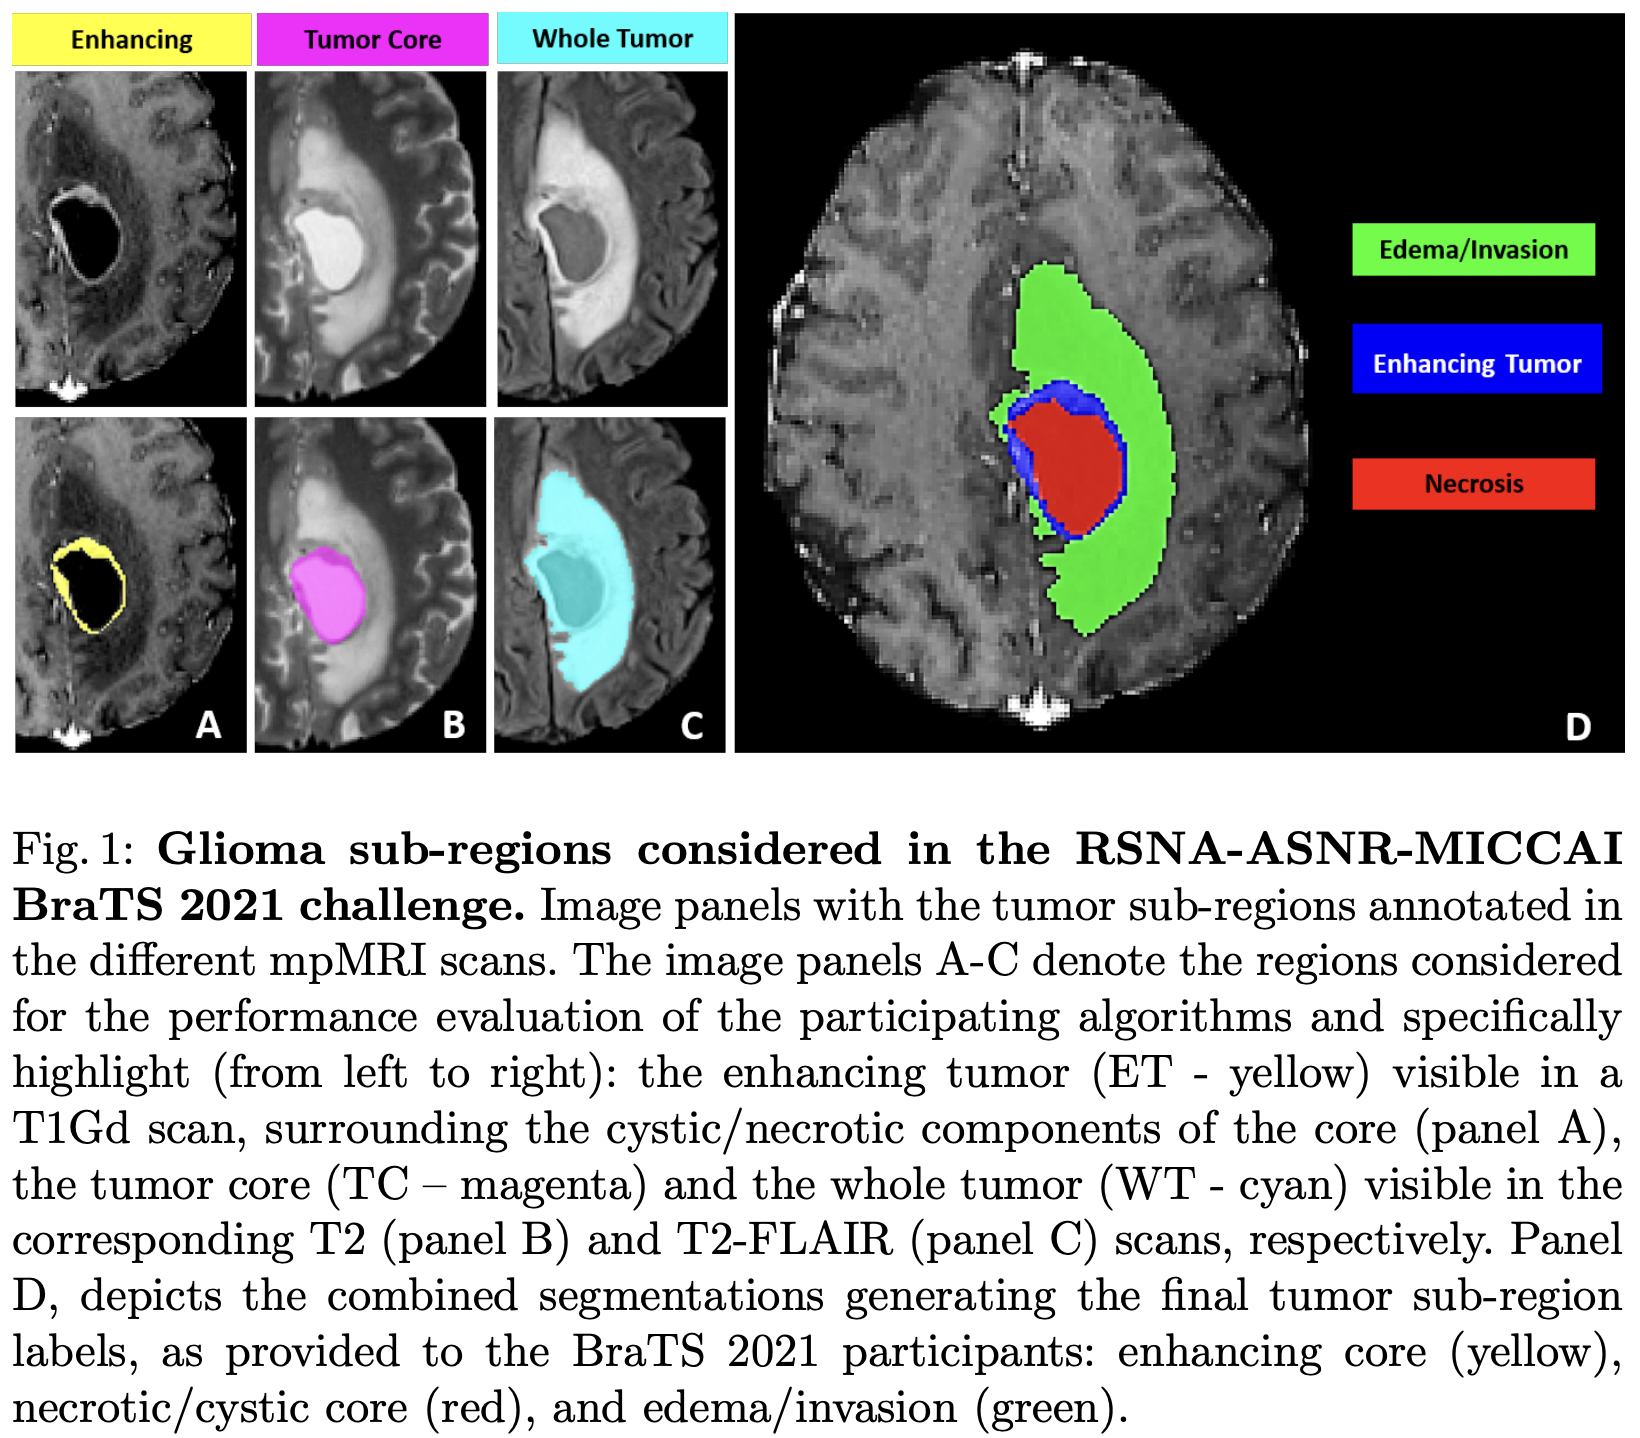 Enhancing
Tumor Core
Whole Tumor
Edema/Invasion
Enhancing Tumor
Necrosis
A
B
C
D
Fig. 1: Glioma sub-regions considered in the RSNA-ASNR-MICCAI
BraTS 2021 challenge. Image panels with the tumor sub-regions annotated in
the different mpMRI scans. The image panels A-C denote the regions considered
for the performance evaluation of the participating algorithms and specifically
highlight (from left to right): the enhancing tumor (ET - yellow) visible in a
T1Gd scan, surrounding the cystic/necrotic components of the core (panel A),
the tumor core (TC – magenta) and the whole tumor (WT - cyan) visible in the
corresponding T2 (panel B) and T2-FLAIR (panel C) scans, respectively. Panel
D, depicts the combined segmentations generating the final tumor sub-region
labels, as provided to the BraTS 2021 participants: enhancing core (yellow),
necrotic/cystic core (red), and edema/invasion (green).